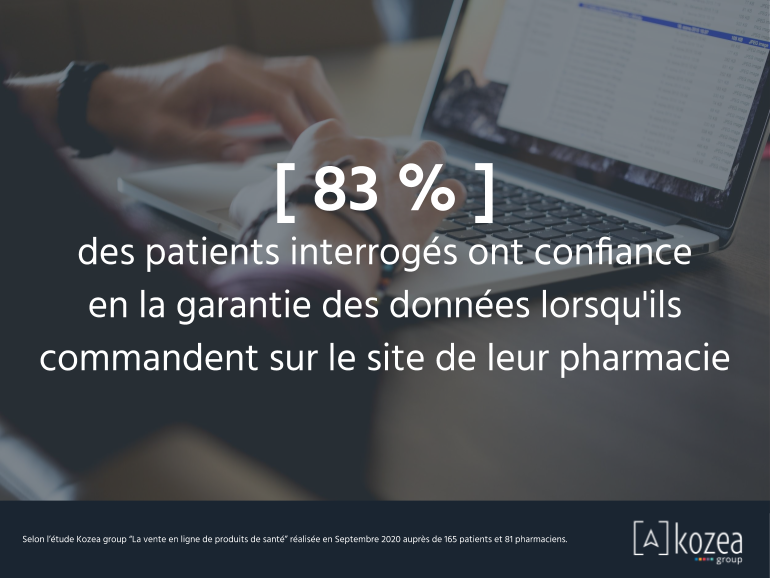 [ 83 % ]
des patients interrogés ont confiance
en la garantie des données lorsqu'ils
commandent sur le site de leur pharmacie
Selon l'étude Kozea group "La vente en ligne de produits de santé" réalisée en Septembre 2020 auprès de 165 patients et 81 pharmaciens.
[A] kozea
group